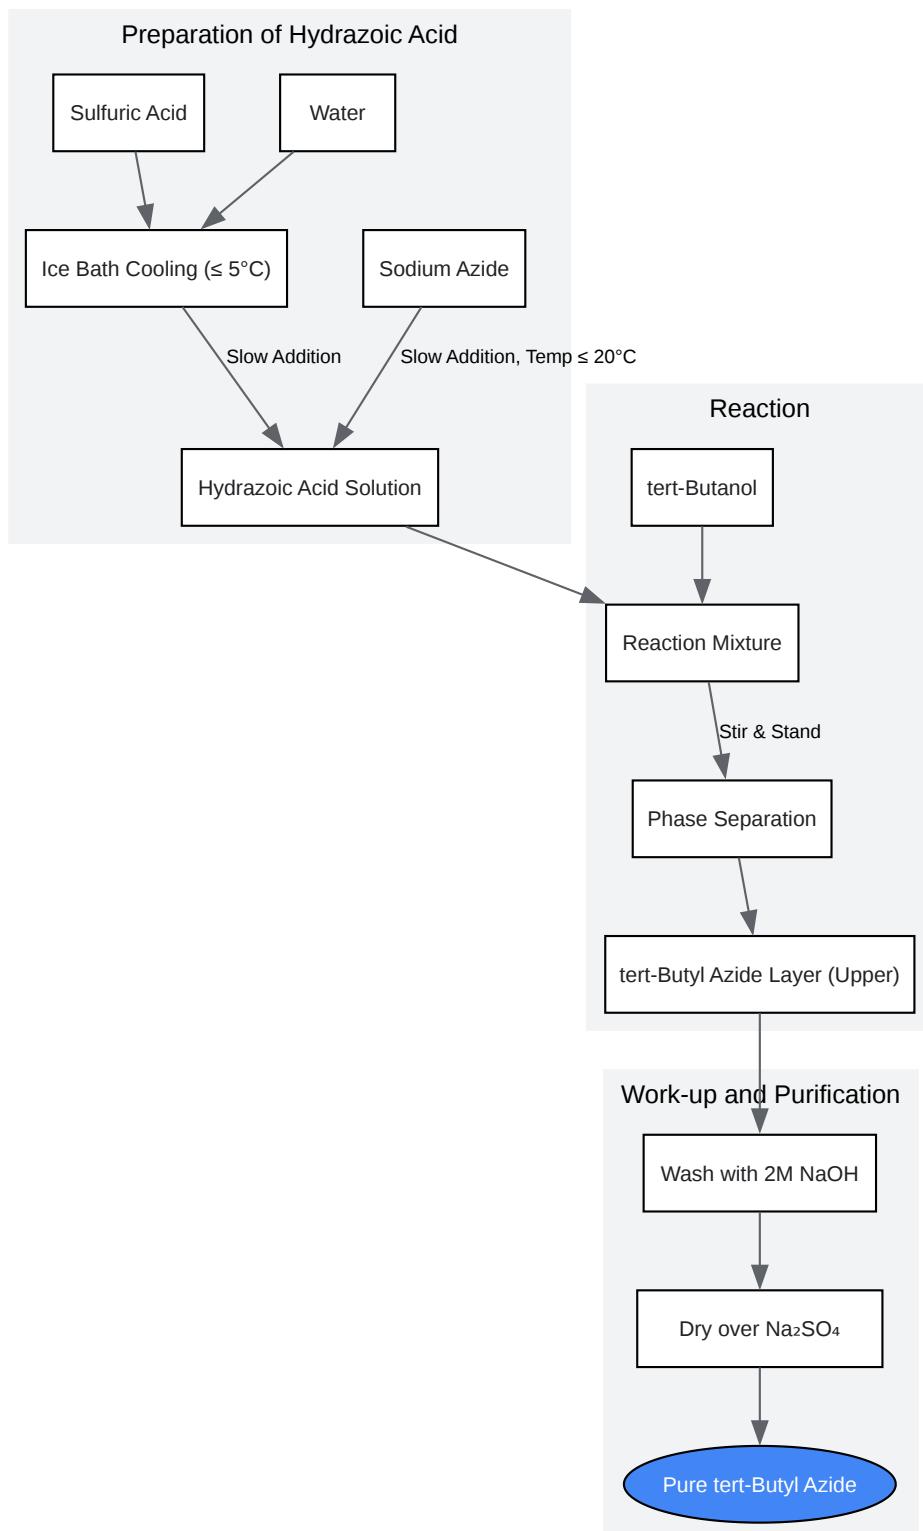 Preparation of Hydrazoic Acid
Sulfuric Acid
Water
Ice Bath Cooling (≤ 5°C)
Sodium Azide
Slow Addition
Slow Addition, Temp ≤ 20°C
Hydrazoic Acid Solution
Reaction
tert-Butanol
Reaction Mixture
Stir & Stand
Phase Separation
tert-Butyl Azide Layer (Upper)
Work-up and Purification
Wash with 2M NaOH
Dry over Na₂SO₄
Pure tert-Butyl Azide